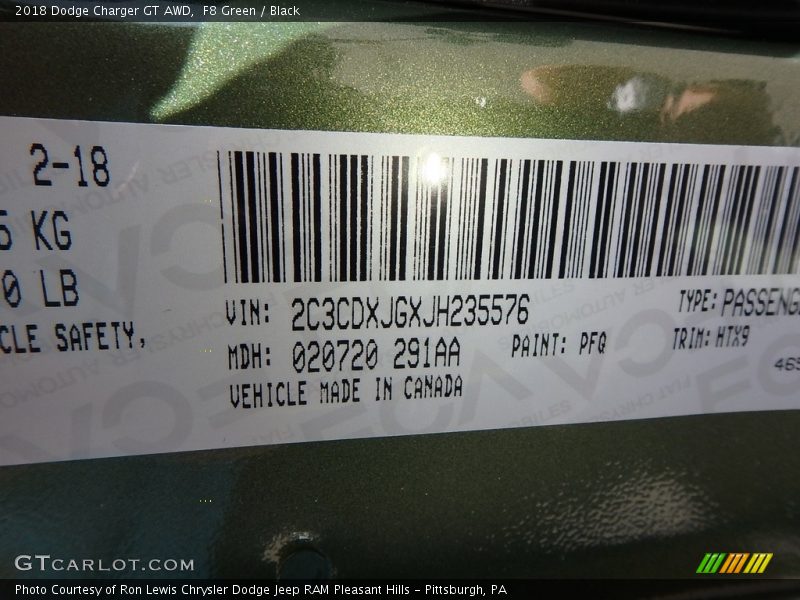 2018 Dodge Charger GT AWD, F8 Green / Black
2-18
KG
0 LB
CLE SAFETY,
VIN: 2C3CDXJGXJH235576
TYPE: PASSENG
MDH: 020720 291AA
PAINT: PFQ
TRIM: HTX9
VEHICLE MADE IN CANADA
GTCARLOT.COM
Photo Courtesy of Ron Lewis Chrysler Dodge Jeep RAM Pleasant Hills - Pittsburgh, PA